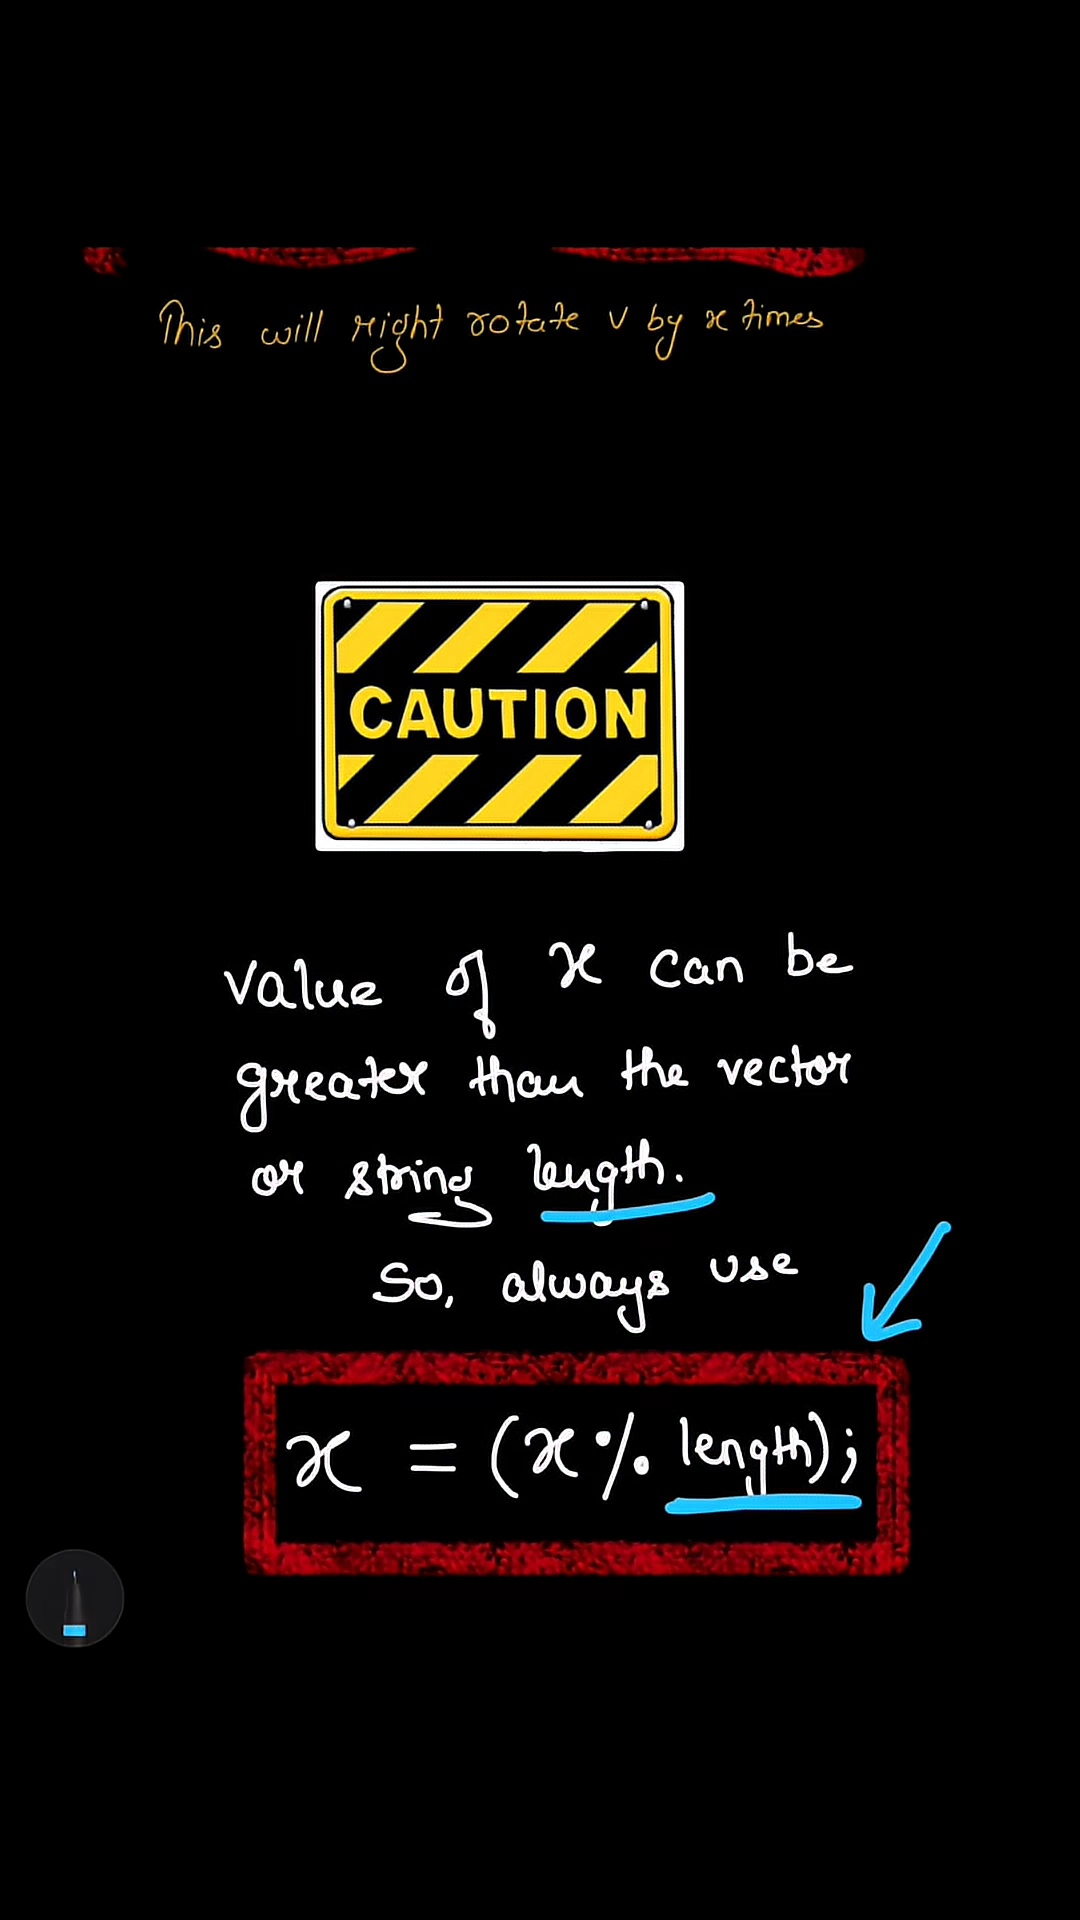 This will right rotate v by x times
CAUTION
value of x can be
greater than the vector
or string length.
So, always use
x = (x % length);